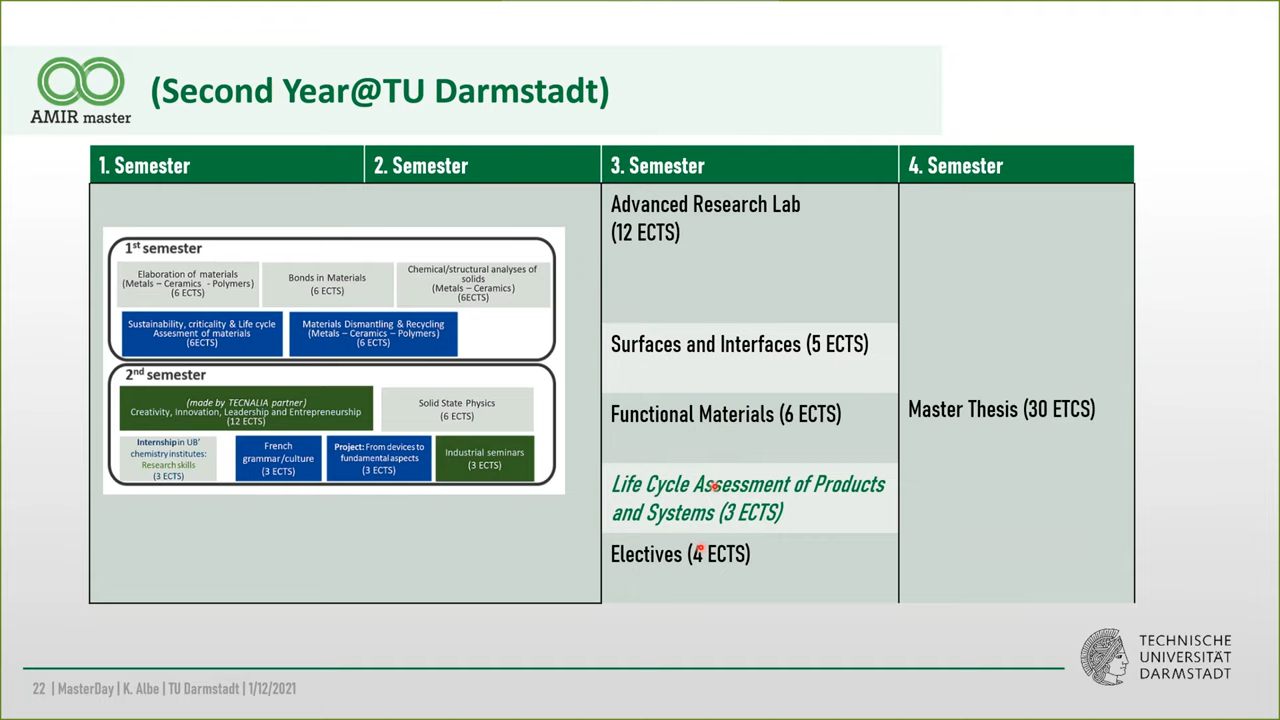 AMIR master
(Second Year@TU Darmstadt)
1. Semester
2. Semester
3. Semester
4. Semester
1st semester
Elaboration of materials
(Metals – Ceramics - Polymers)
(6 ECTS)
Bonds in Materials
(6 ECTS)
Chemical/structural analyses of
solids
(Metals – Ceramics)
(6ECTS)
Sustainability, criticality & Life cycle
Assesment of materials
(6ECTS)
Materials Dismantling & Recycling
(Metals – Ceramics – Polymers)
(6 ECTS)
2nd semester
(made by TECNALIA partner)
Creativity, Innovation, Leadership and Entrepreneurship
(12 ECTS)
Solid State Physics
(6 ECTS)
Internship in UB'
chemistry institutes:
Research skills
(3 ECTS)
French
grammar/culture
(3 ECTS)
Project: From devices to
fundamental aspects
(3 ECTS)
Industrial seminars
(3 ECTS)
Advanced Research Lab
(12 ECTS)
Surfaces and Interfaces (5 ECTS)
Functional Materials (6 ECTS)
Life Cycle Assessment of Products
and Systems (3 ECTS)
Electives (4 ECTS)
Master Thesis (30 ETCS)
22 | MasterDay | K. Albe | TU Darmstadt | 1/12/2021
TECHNISCHE
UNIVERSITÄT
DARMSTADT